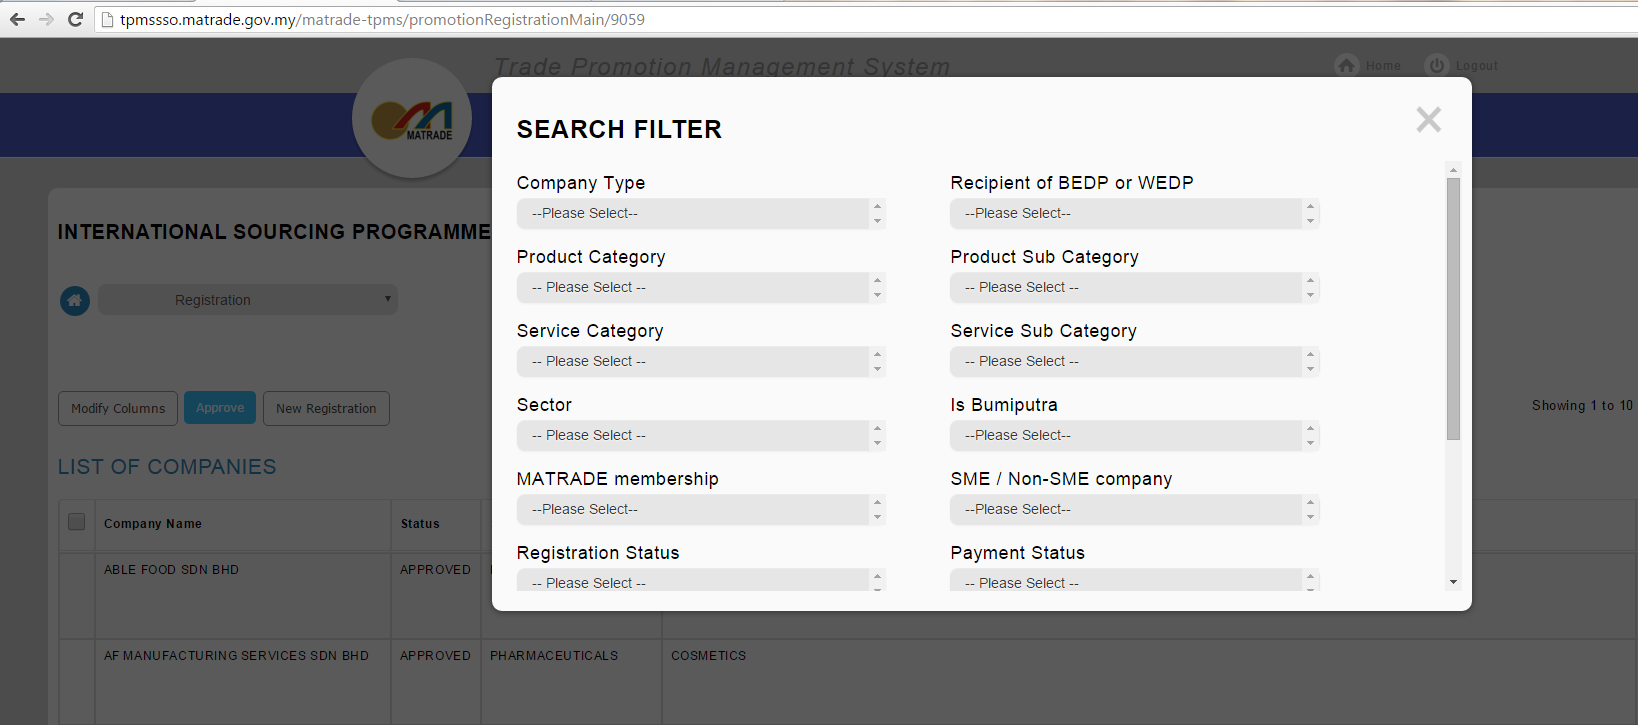 tpmssso.matrade.gov.my/matrade-tpms/promotionRegistrationMain/9059
Trade Promotion Management System
Home
Logout
MATRADE
SEARCH FILTER
Company Type
Recipient of BEDP or WEDP
--Please Select--
--Please Select--
INTERNATIONAL SOURCING PROGRAMME
Product Category
Product Sub Category
-- Please Select --
-- Please Select --
Registration
Service Category
Service Sub Category
-- Please Select --
-- Please Select --
Sector
Is Bumiputra
Modify Columns
Approve
New Registration
Showing 1 to 10
-- Please Select --
--Please Select--
LIST OF COMPANIES
MATRADE membership
SME / Non-SME company
--Please Select--
--Please Select--
Company Name
Status
Registration Status
Payment Status
-- Please Select --
-- Please Select --
ABLE FOOD SDN BHD
APPROVED
AF MANUFACTURING SERVICES SDN BHD
APPROVED
PHARMACEUTICALS
COSMETICS